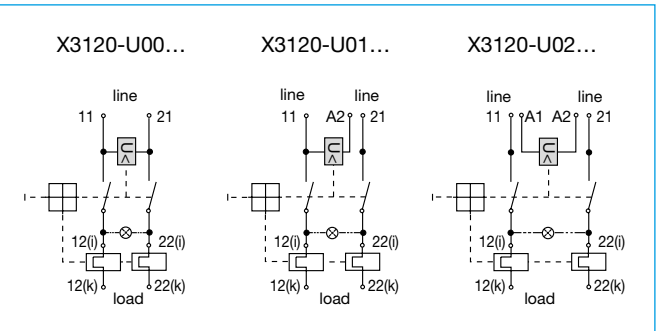 X3120-U00... X3120-U01... X3120-U02...
line line line line line
11 21 11 A2 21 11 A1 A2 21
U< U< U<
12(i) 22(i) 12(i) 22(i) 12(i) 22(i)
12(k) 22(k) 12(k) 22(k) 12(k) 22(k)
load load load